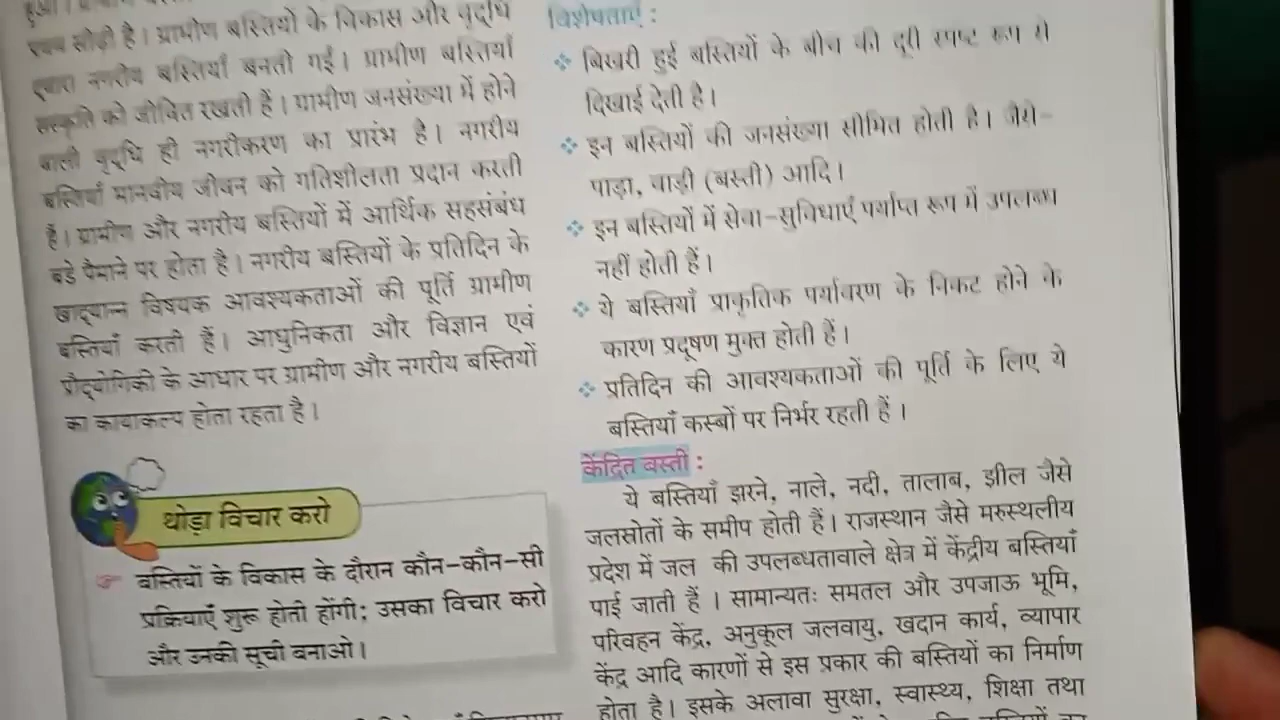 है। ग्रामीण बस्तियों के विकास और वृद्धि
द्वारा नगरीय बस्तियाँ बनती गईं। ग्रामीण बस्तियाँ
संस्कृति को जीवित रखती हैं। ग्रामीण जनसंख्या में होने
वाली वृद्धि ही नगरीकरण का प्रारंभ है। नगरीय
बस्तियाँ मानवीय जीवन को गतिशीलता प्रदान करती
हैं। ग्रामीण और नगरीय बस्तियों में आर्थिक सहसंबंध
बडे पैमाने पर होता है। नगरीय बस्तियों के प्रतिदिन के
खाद्यान्न विषयक आवश्यकताओं की पूर्ति ग्रामीण
बस्तियाँ करती हैं। आधुनिकता और विज्ञान एवं
प्रौद्योगिकी के आधार पर ग्रामीण और नगरीय बस्तियों
का कायाकल्प होता रहता है।
थोड़ा विचार करो
बस्तियों के विकास के दौरान कौन-कौन-सी
प्रक्रियाएँ शुरू होती होंगी; उसका विचार करो
और उनकी सूची बनाओ।
विशेषताएँ :
❖ बिखरी हुई बस्तियों के बीच की दूरी स्पष्ट रूप से
दिखाई देती है।
❖ इन बस्तियों की जनसंख्या सीमित होती है। जैसे-
पाड़ा, वाड़ी (बस्ती) आदि।
❖ इन बस्तियों में सेवा-सुविधाएँ पर्याप्त रूप में उपलब्ध
नहीं होती हैं।
❖ ये बस्तियाँ प्राकृतिक पर्यावरण के निकट होने के
कारण प्रदूषण मुक्त होती हैं।
❖ प्रतिदिन की आवश्यकताओं की पूर्ति के लिए ये
बस्तियाँ कस्बों पर निर्भर रहती हैं।
केंद्रित बस्ती :
ये बस्तियाँ झरने, नाले, नदी, तालाब, झील जैसे
जलस्रोतों के समीप होती हैं। राजस्थान जैसे मरुस्थलीय
प्रदेश में जल की उपलब्धतावाले क्षेत्र में केंद्रीय बस्तियाँ
पाई जाती हैं । सामान्यतः समतल और उपजाऊ भूमि,
परिवहन केंद्र, अनुकूल जलवायु, खदान कार्य, व्यापार
केंद्र आदि कारणों से इस प्रकार की बस्तियों का निर्माण
होता है। इसके अलावा सुरक्षा, स्वास्थ्य, शिक्षा तथा